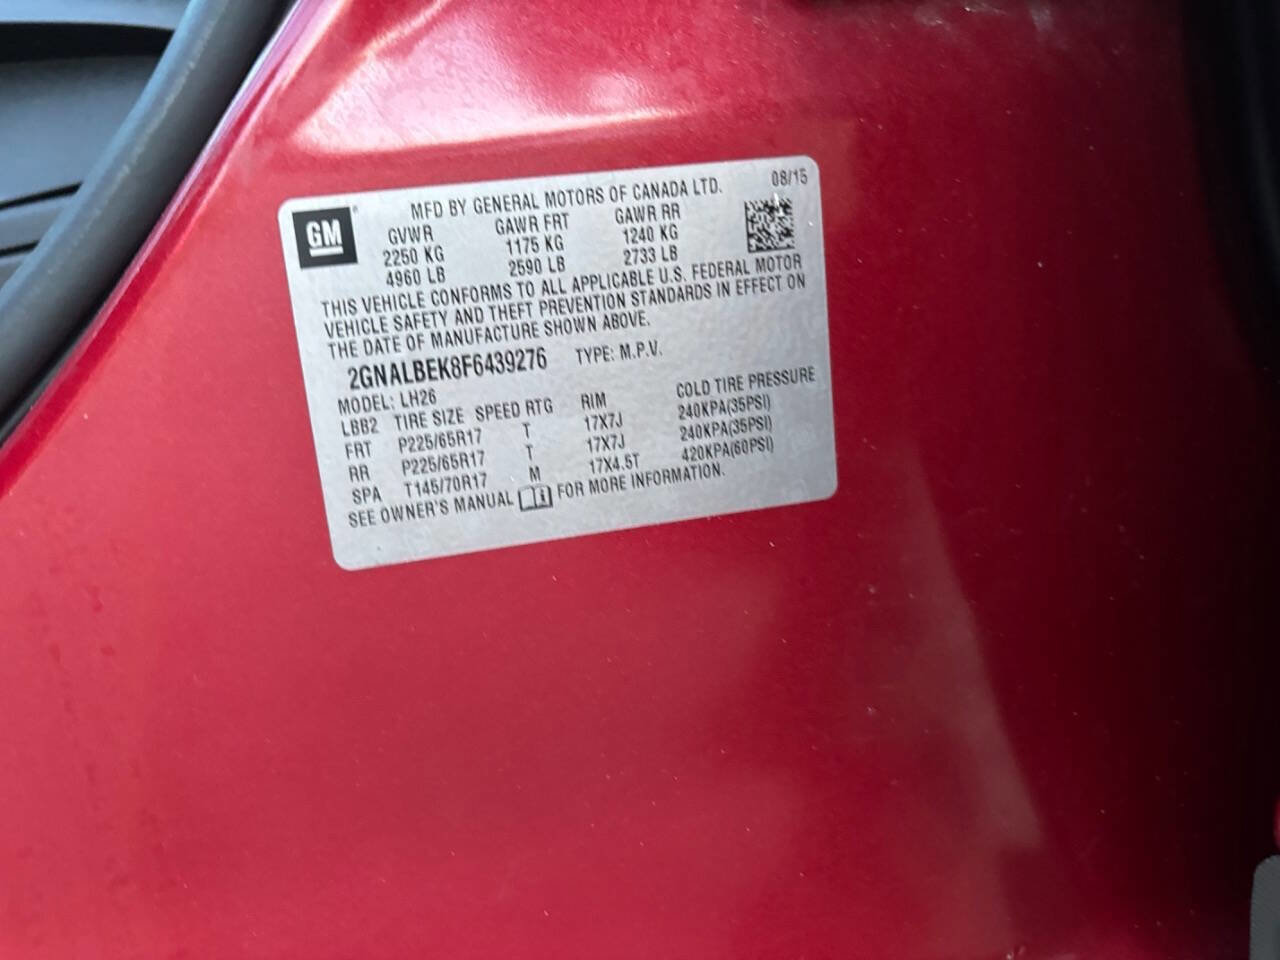 08/15
GM
MFD BY GENERAL MOTORS OF CANADA LTD.
GVWR GAWR FRT GAWR RR
2250 KG 1175 KG 1240 KG
4960 LB 2590 LB 2733 LB
THIS VEHICLE CONFORMS TO ALL APPLICABLE U.S. FEDERAL MOTOR
VEHICLE SAFETY AND THEFT PREVENTION STANDARDS IN EFFECT ON
THE DATE OF MANUFACTURE SHOWN ABOVE.
2GNALBEK8F6439276 TYPE: M.P.V.
MODEL: LH26
LBB2 TIRE SIZE SPEED RTG RIM COLD TIRE PRESSURE
FRT P225/65R17 T 17X7J 240KPA(35PSI)
RR P225/65R17 T 17X7J 240KPA(35PSI)
SPA T145/70R17 M 17X4.5T 420KPA(60PSI)
SEE OWNER'S MANUAL FOR MORE INFORMATION.